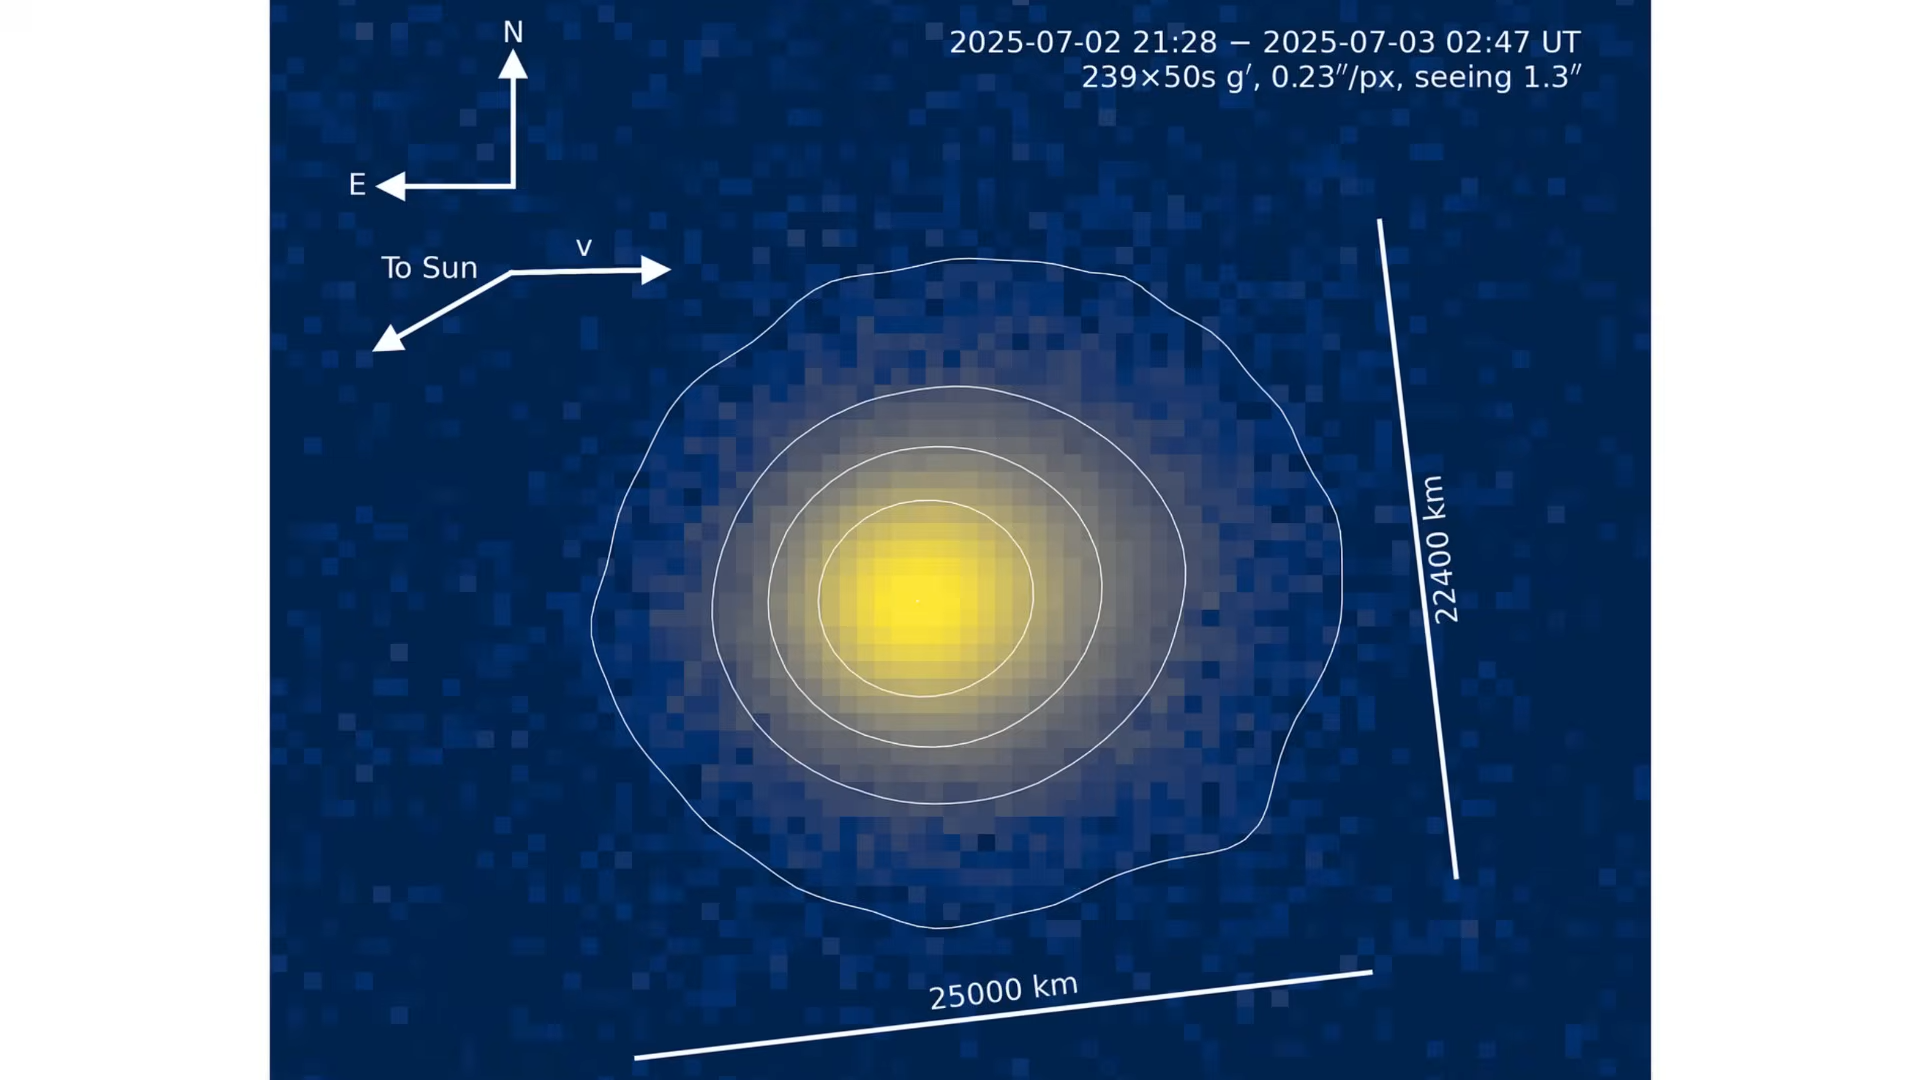 N
2025-07-02 21:28 − 2025-07-03 02:47 UT
239×50s g′, 0.23″/px, seeing 1.3″
E
v
To Sun
22400 km
25000 km